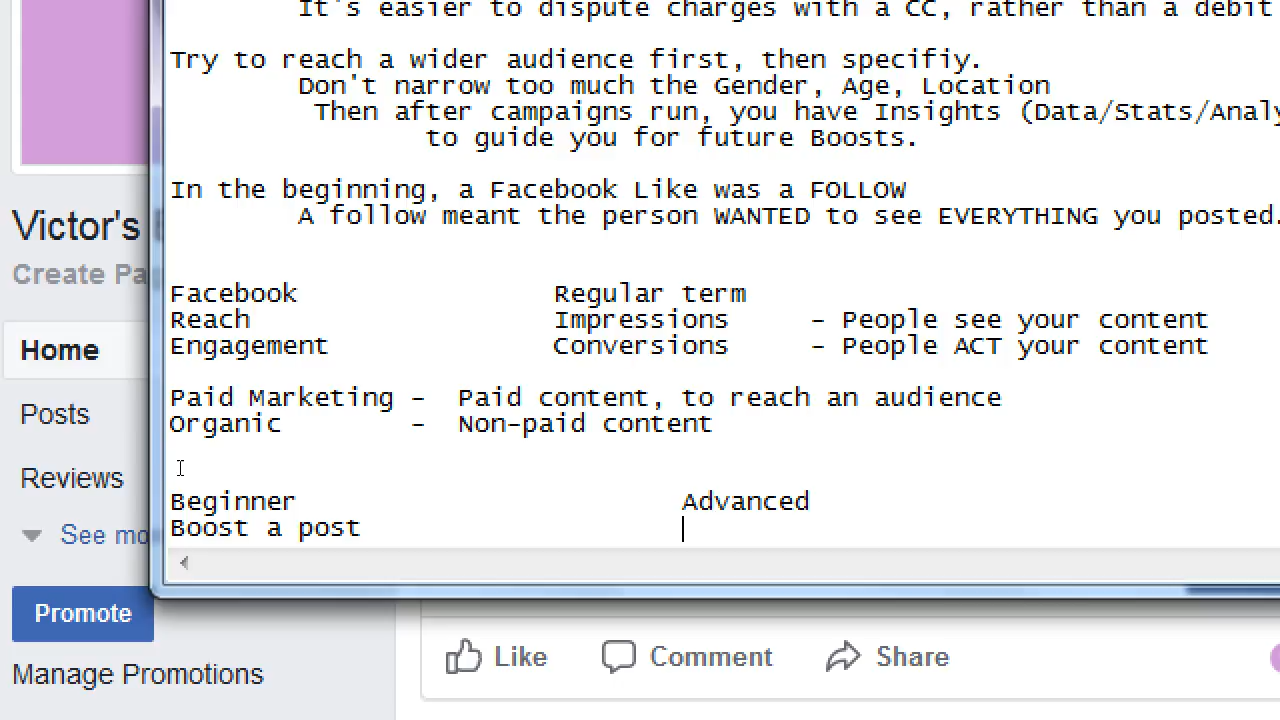 It's easier to dispute charges with a CC, rather than a debit
Try to reach a wider audience first, then specifiy.
Don't narrow too much the Gender, Age, Location
Then after campaigns run, you have Insights (Data/Stats/Analy
to guide you for future Boosts.
In the beginning, a Facebook Like was a FOLLOW
A follow meant the person WANTED to see EVERYTHING you posted.
Facebook Regular term
Reach Impressions - People see your content
Engagement Conversions - People ACT your content
Paid Marketing - Paid content, to reach an audience
Organic - Non-paid content
Beginner Advanced
Boost a post
Victor's
Create Pa
Home
Posts
Reviews
See mo
Promote
Manage Promotions
Like Comment Share